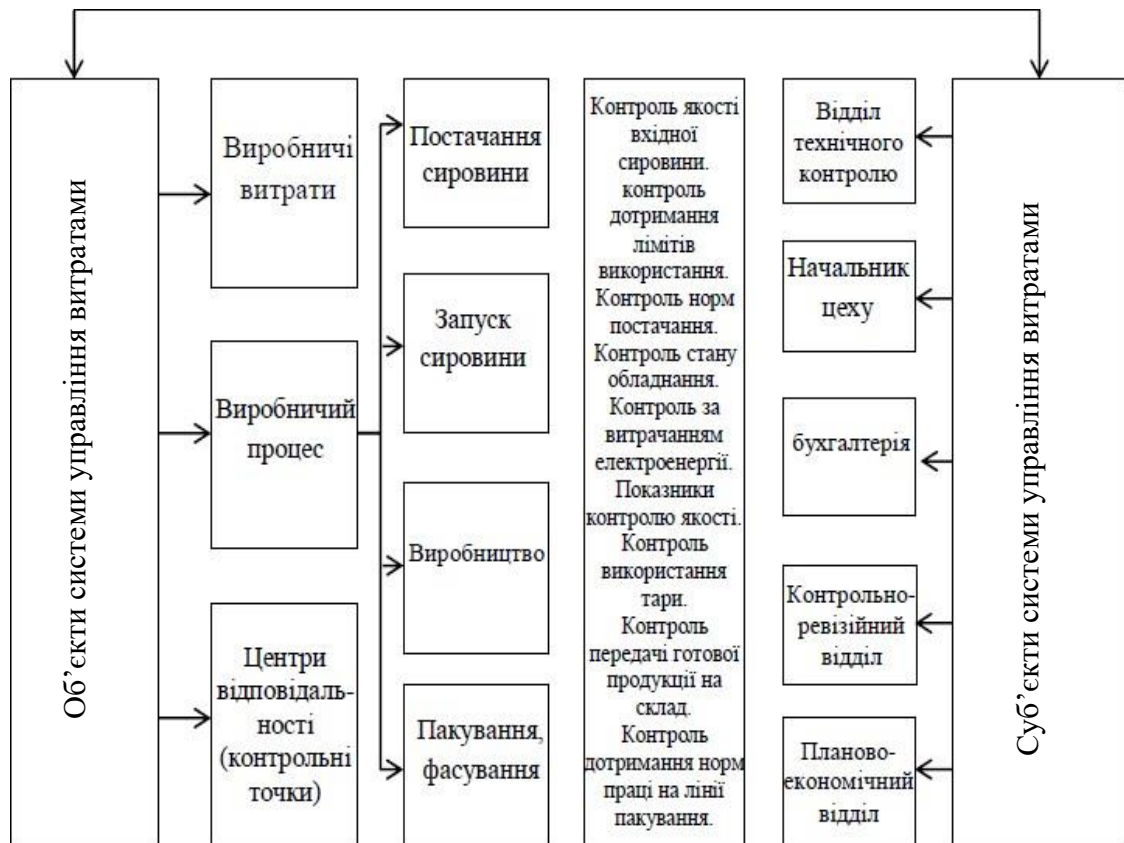 Об’єкти системи управління витратами
Виробничі
витрати
Виробничий
процес
Центри
відповідаль-
ності
(контрольні
точки)
Постачання
сировини
Запуск
сировини
Виробництво
Пакування,
фасування
Контроль якості
вхідної
сировини.
контроль
дотримання
лімітів
використання.
Контроль норм
постачання.
Контроль стану
обладнання.
Контроль за
витрачанням
електроенергії.
Показники
контролю якості.
Контроль
використання
тари.
Контроль
передачі готової
продукції на
склад.
Контроль
дотримання норм
праці на лінії
пакування.
Відділ
технічного
контролю
Начальник
цеху
бухгалтерія
Контрольно-
ревізійний
відділ
Планово-
економічний
відділ
Суб’єкти системи управління витратами